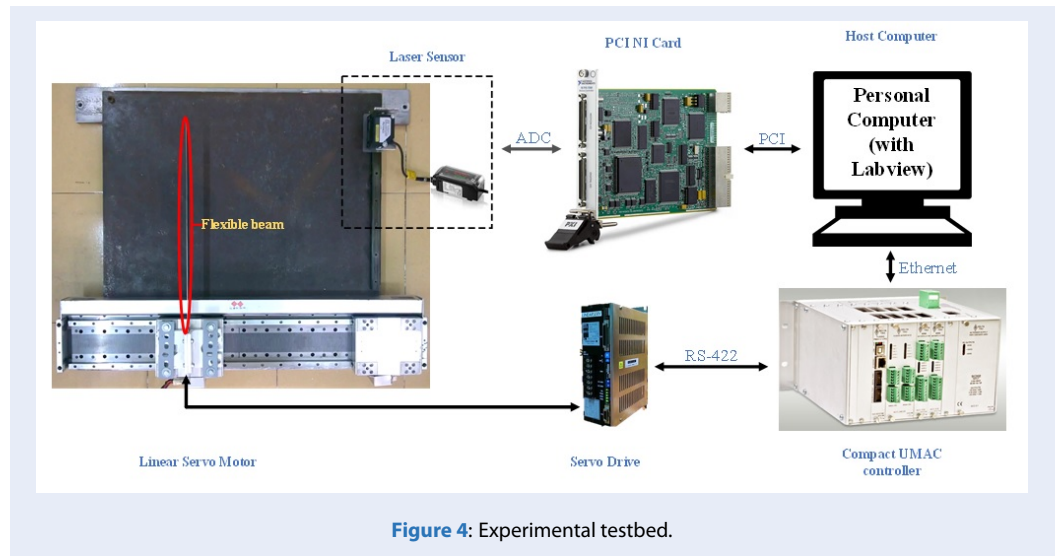 PCI NI Card
Host Computer
Laser Sensor
ADC
PCI
Personal
Computer
(with
Labview)
Flexible beam
Ethernet
RS-422
Linear Servo Motor
Servo Drive
Compact UMAC
controller
Figure 4: Experimental testbed.